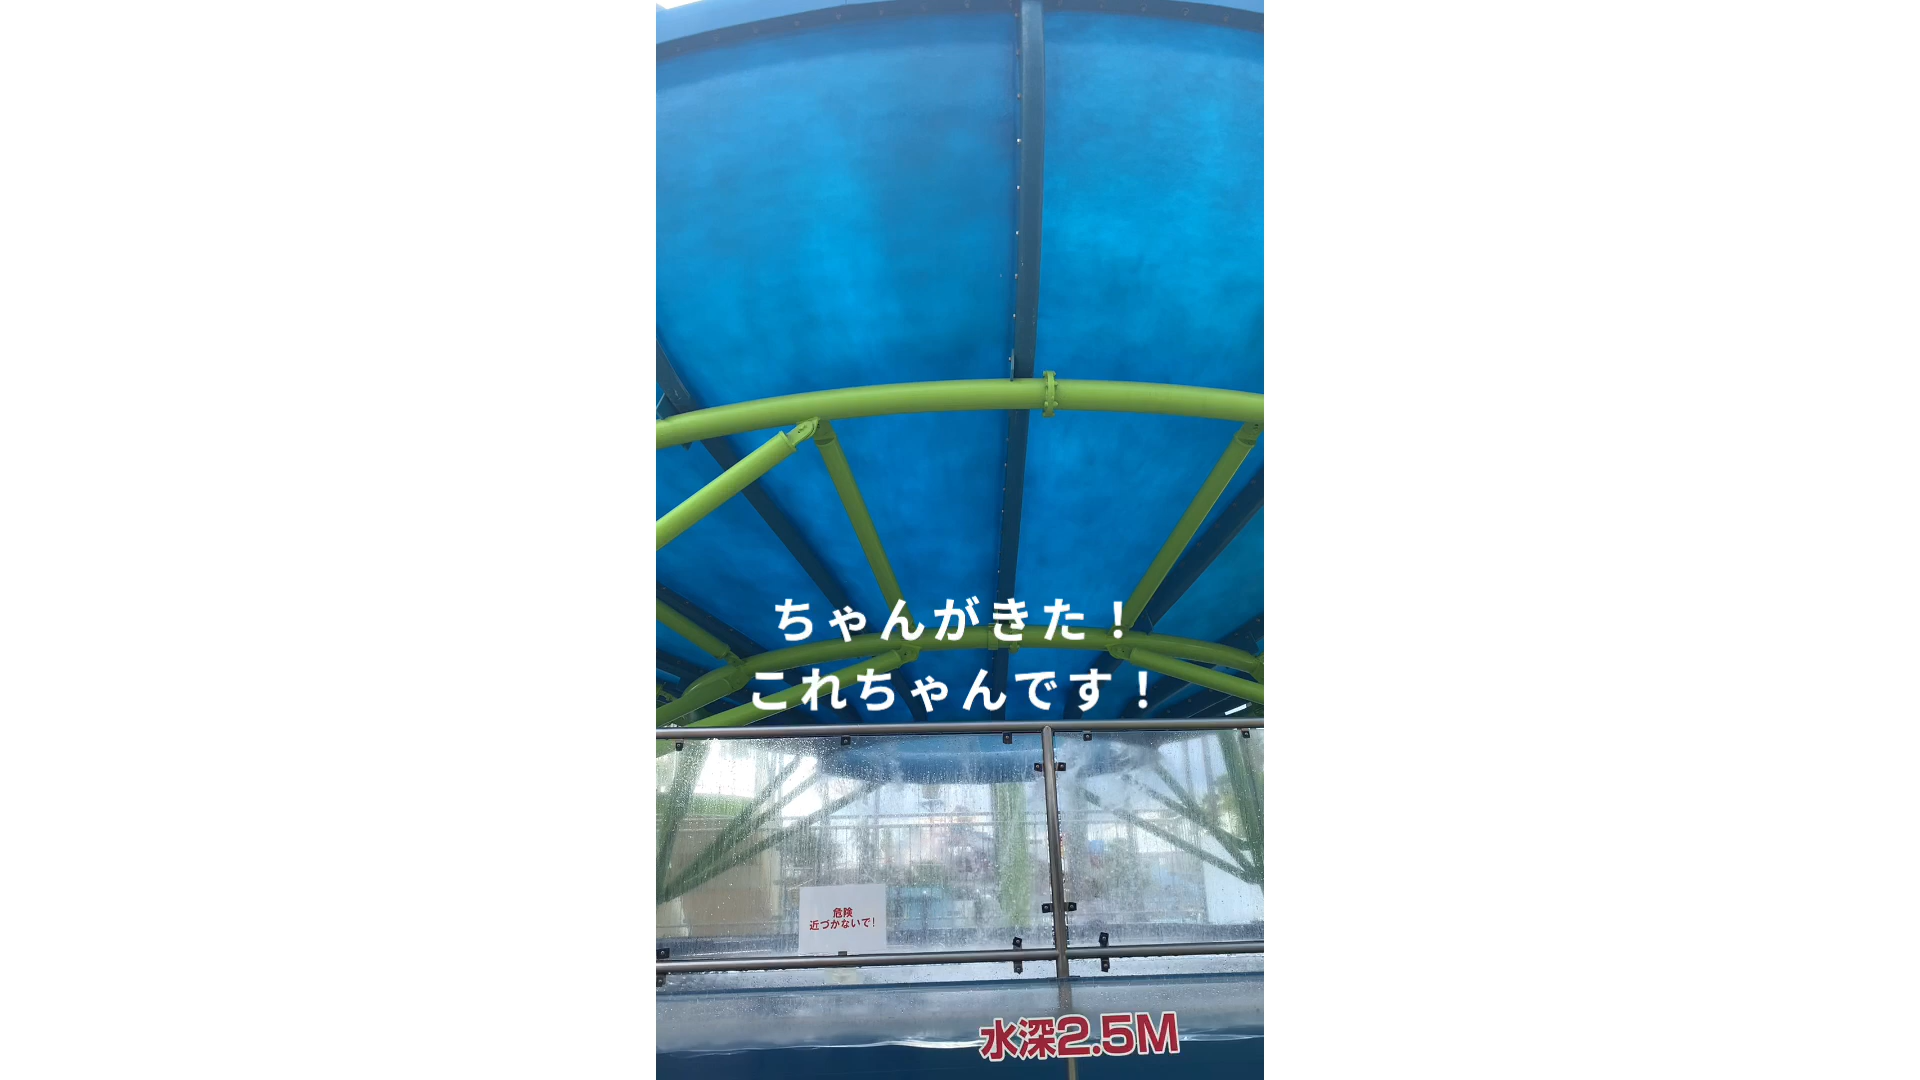 ちゃんがきた！
これちゃんです！
危険
近づかないで!
水深2.5M